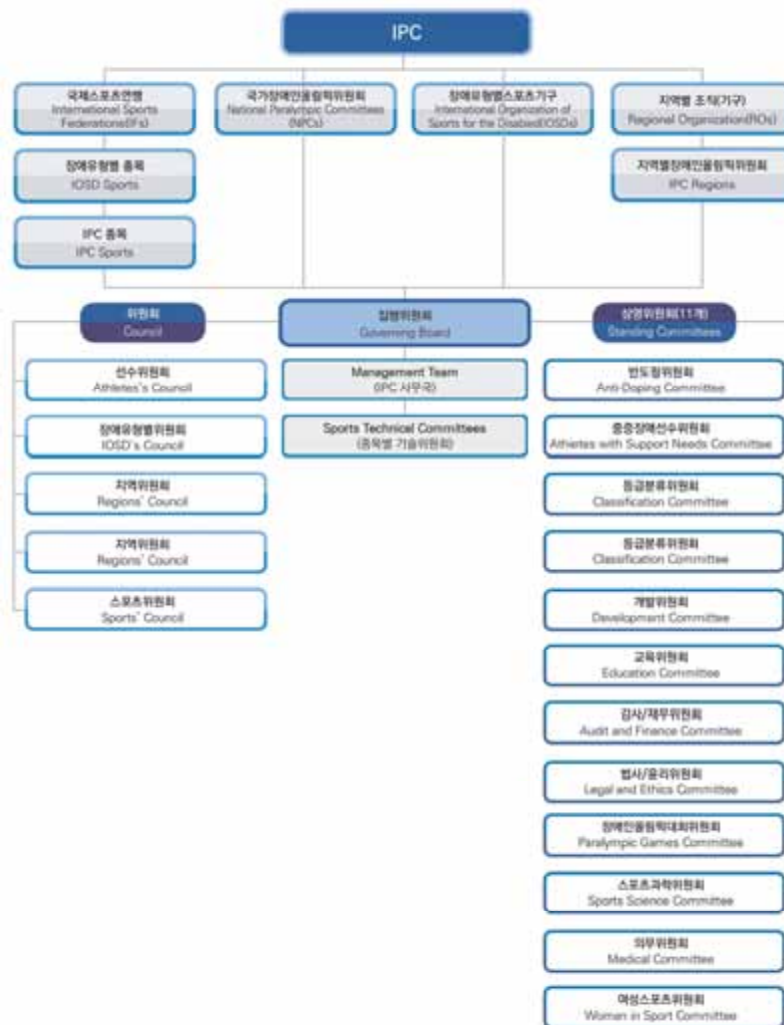 IPC
국제스포츠연맹
International Sports
Federations(IFs)
국가장애인올림픽위원회
National Paralympic Committees
(NPCs)
장애유형별스포츠기구
International Organization of
Sports for the Disabled(IOSDs)
지역별 조직(기구)
Regional Organization(ROs)
장애유형별 종목
IOSD Sports
지역별장애인올림픽위원회
IPC Regions
IPC 종목
IPC Sports
위원회
Council
집행위원회
Governing Board
상영위원회(11개)
Standing Committees
선수위원회
Athletes's Council
장애유형별위원회
IOSD's Council
지역위원회
Regions' Council
지역위원회
Regions' Council
스포츠위원회
Sports' Council
Management Team
(IPC 사무국)
Sports Technical Committees
(종목별 기술위원회)
반도핑위원회
Anti-Doping Committee
중증장애선수위원회
Athletes with Support Needs Committee
등급분류위원회
Classification Committee
등급분류위원회
Classification Committee
개발위원회
Development Committee
교육위원회
Education Committee
감사/재무위원회
Audit and Finance Committee
법사/윤리위원회
Legal and Ethics Committee
장애인올림픽대회위원회
Paralympic Games Committee
스포츠과학위원회
Sports Science Committee
의무위원회
Medical Committee
여성스포츠위원회
Women in Sport Committee